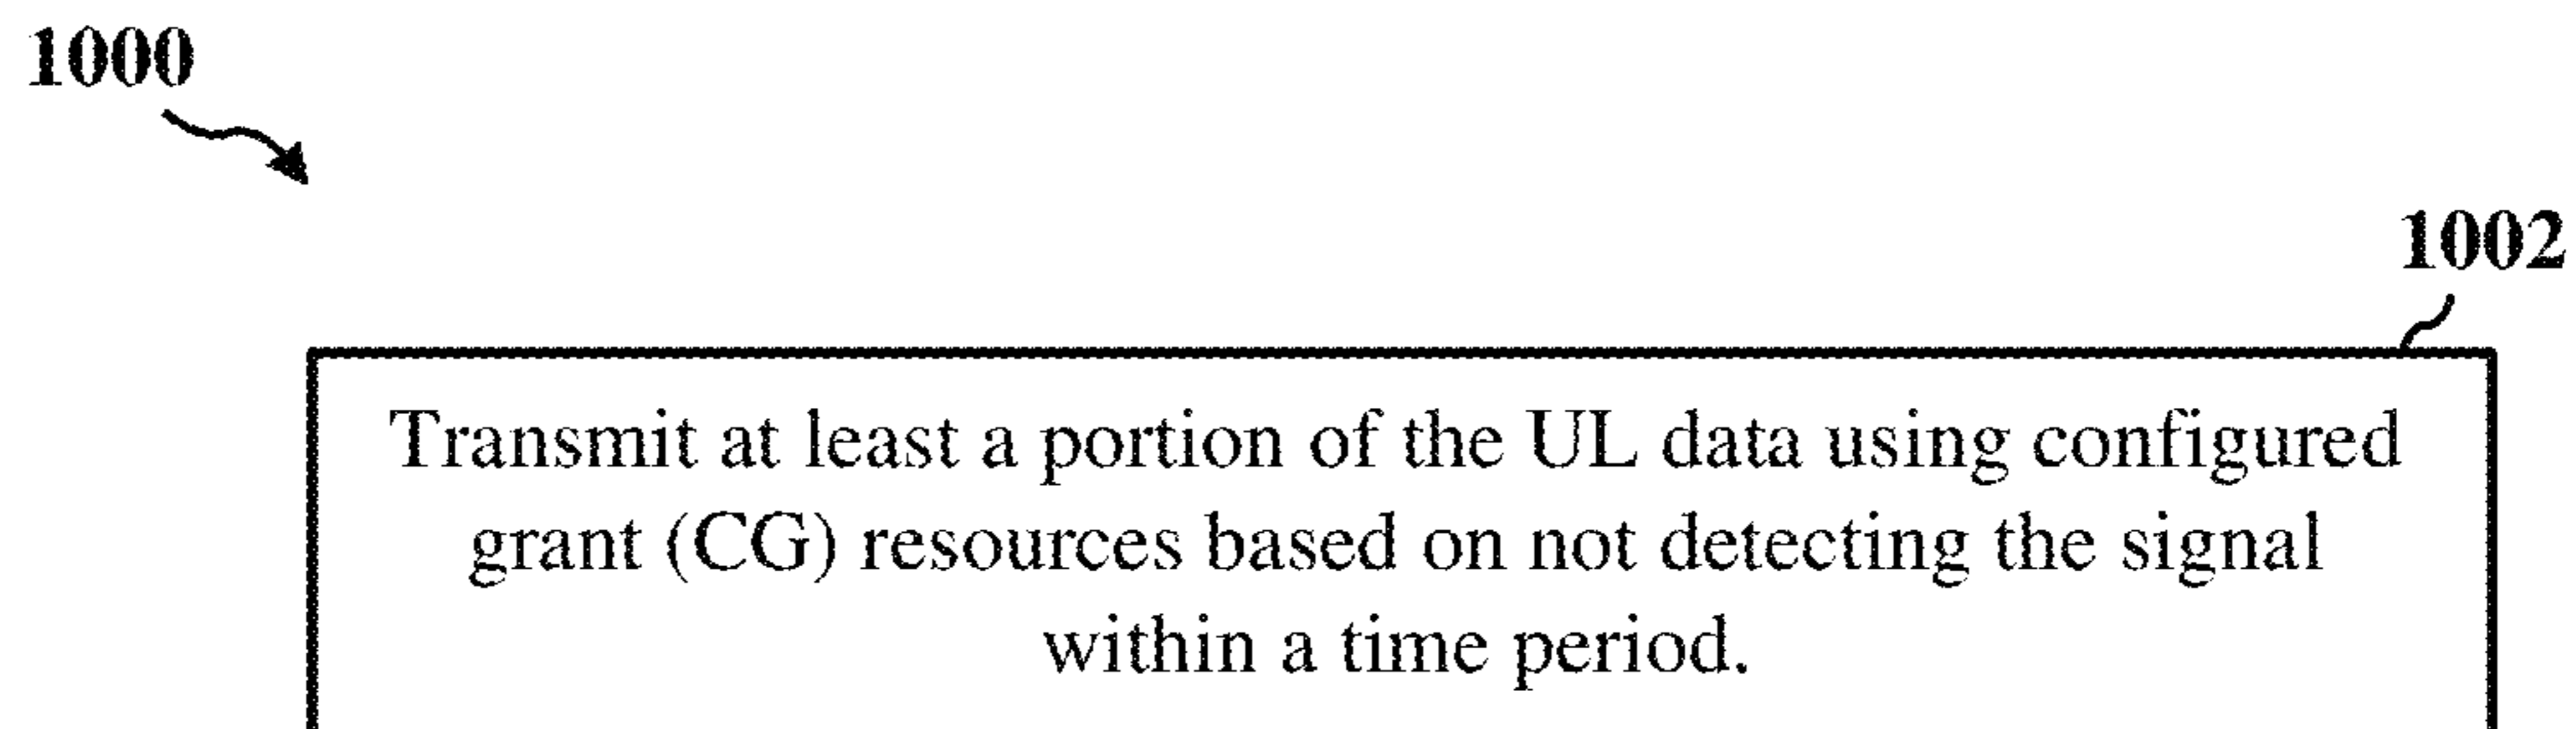 1000
1002
Transmit at least a portion of the UL data using configured
grant (CG) resources based on not detecting the signal
within a time period.